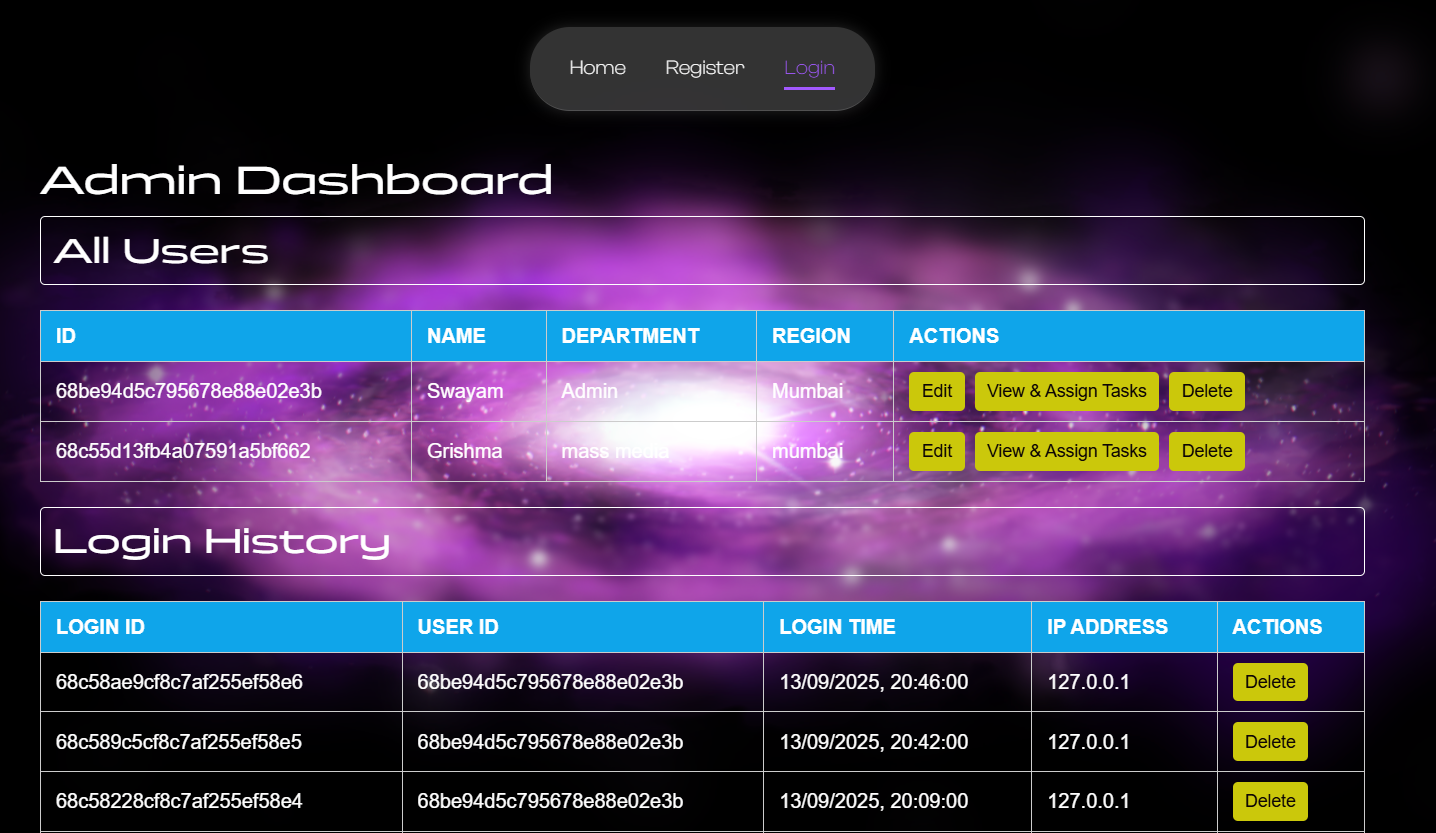 Home Register Login
Admin Dashboard
All Users
ID NAME DEPARTMENT REGION ACTIONS
68be94d5c795678e88e02e3b Swayam Admin Mumbai Edit View & Assign Tasks Delete
68c55d13fb4a07591a5bf662 Grishma mass media mumbai Edit View & Assign Tasks Delete
Login History
LOGIN ID USER ID LOGIN TIME IP ADDRESS ACTIONS
68c58ae9cf8c7af255ef58e6 68be94d5c795678e88e02e3b 13/09/2025, 20:46:00 127.0.0.1 Delete
68c589c5cf8c7af255ef58e5 68be94d5c795678e88e02e3b 13/09/2025, 20:42:00 127.0.0.1 Delete
68c58228cf8c7af255ef58e4 68be94d5c795678e88e02e3b 13/09/2025, 20:09:00 127.0.0.1 Delete